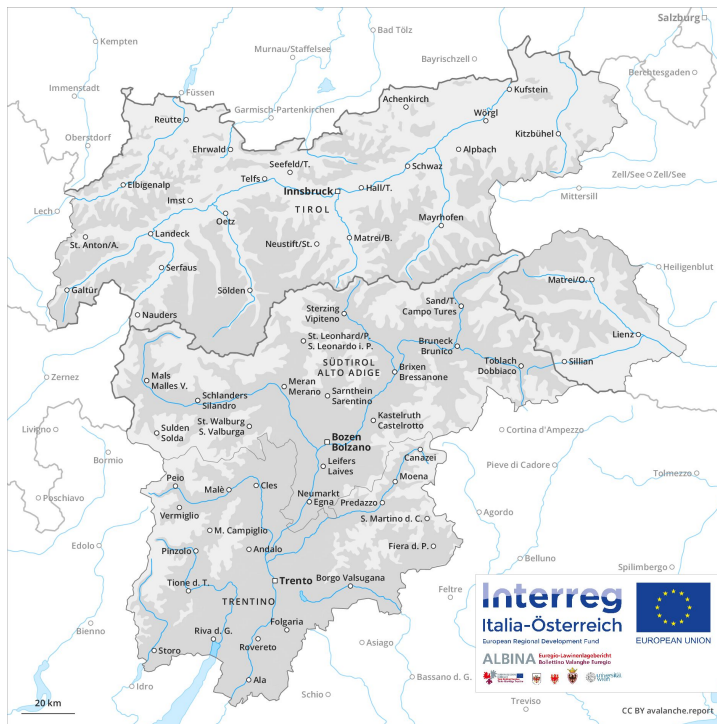 Salzburg
Bad Tölz
Kempten
Murnau/Staffelsee
Bayrischzell
Berchtesgaden
Immenstadt
Füssen
Kufstein
Achenkirch
Garmisch-Partenkirchen
Wörgl
Reutte
Kitzbühel
Oberstdorf
Ehrwald
Alpbach
Seefeld/T.
Schwaz
Telfs
Zell/See
Zell/See
Elbigenalp
Innsbruck
Hall/T.
Mittersill
Imst
TIROL
Lech
Oetz
Mayrhofen
Landeck
St. Anton/A.
Neustift/St.
Matrei/B.
Serfaus
Heiligenblut
Matrei/O.
Galtür
Sölden
Sand/T.
Campo Tures
Nauders
Sterzing
Vipiteno
Lienz
St. Leonhard/P.
S. Leonardo i. P.
Bruneck
Brunico
Toblach
Dobbiaco
Sillian
SÜDTIROL
ALTO ADIGE
Brixen
Bressanone
Zernez
Mals
Malles V.
Meran
Merano
Sarnthein
Sarentino
Schlanders
Silandro
Kastelruth
Castelrotto
St. Walburg
S. Valburga
Livigno
Sulden
Solda
Cortina d'Ampezzo
Bozen
Bolzano
Bormio
Canazei
Pieve di Cadore
Leifers
Laives
Tolmezzo
Peio
Moena
Malè
Cles
Poschiavo
Neumarkt
Egna
Predazzo
Vermiglio
Agordo
S. Martino d. C.
M. Campiglio
Edolo
Pinzolo
Andalo
Fiera d. P.
Belluno
Spilimbergo
Trento
Borgo Valsugana
Tione d. T.
Feltre
TRENTINO
Interreg
Italia-Österreich
European Regional Development Fund
EUROPEAN UNION
Bienno
Riva d. G.
Folgaria
Rovereto
Asiago
Storo
ALBINA
Euregio-Lawinenlagebericht
Bollettino Valanghe Euregio
Ala
Bassano d. G.
Idro
Schio
universität
wien
Treviso
20 km
CC BY avalanche.report